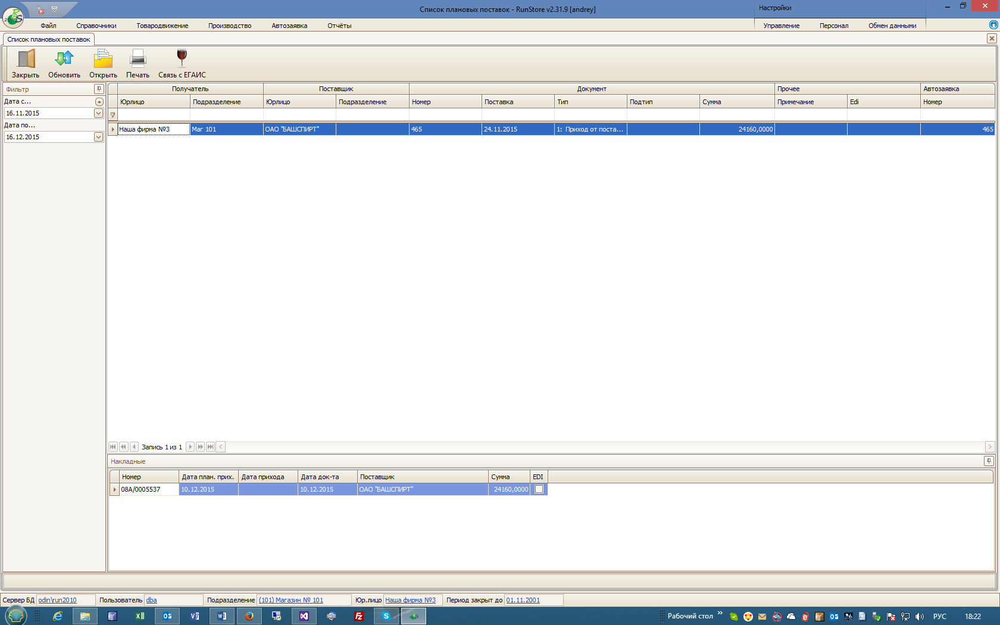 Список плановых поставок - RunStore v2.31.9 [andrey]
Настройки
Файл Справочники Товародвижение Производство Автозаявка Отчёты Управление Персонал Обмен данными
Список плановых поставок
Закрыть Обновить Открыть Печать Связь с ЕГАИС
Фильтр
Дата с...
16.11.2015
Дата по...
16.12.2015
Получатель Поставщик Документ Прочее Автозаявка
Юрлицо Подразделение Юрлицо Подразделение Номер Поставка Тип Подтип Сумма Примечание Edi Номер
Наша фирма №3 Маг 101 ОАО "БАШСПИРТ" 465 24.11.2015 1: Приход от поста... 24160,0000 465
Запись 1 из 1
Накладные
Номер Дата план. прих. Дата прихода Дата док-та Поставщик Сумма EDI
08А/0005537 10.12.2015 10.12.2015 ОАО "БАШСПИРТ" 24160,0000
Сервер БД odin\run2010 Пользователь dba Подразделение (101) Магазин № 101 Юр.лицо Наша фирма №3 Период закрыт до 01.11.2001
Рабочий стол » РУС 18:22